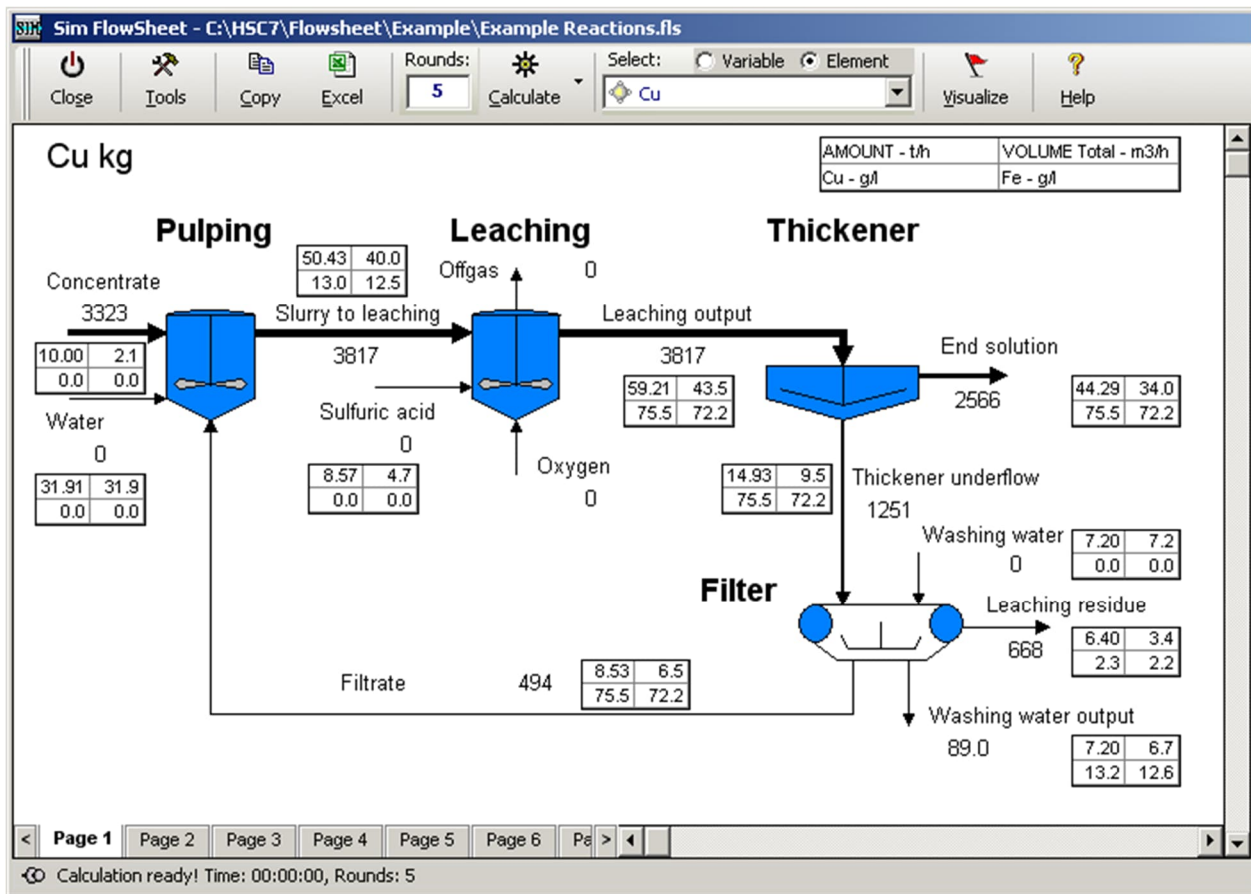 Sim FlowSheet - C:\HSC7\Flowsheet\Example\Example Reactions.fls
Close Tools Copy Excel Rounds: 5 Calculate Select: Variable Element Cu Visualize Help
Cu kg
AMOUNT - t/h VOLUME Total - m3/h
Cu - g/l Fe - g/l
Pulping Leaching Thickener
50.43 40.0
13.0 12.5
Offgas 0
Concentrate
3323
Slurry to leaching
3817
Leaching output
3817
End solution
2566
10.00 2.1
0.0 0.0
59.21 43.5
75.5 72.2
44.29 34.0
75.5 72.2
Water
0
31.91 31.9
0.0 0.0
Sulfuric acid
0
8.57 4.7
0.0 0.0
Oxygen
0
14.93 9.5
75.5 72.2
Thickener underflow
1251
Washing water
0
7.20 7.2
0.0 0.0
Filter
Leaching residue
668
6.40 3.4
2.3 2.2
Filtrate 494
8.53 6.5
75.5 72.2
Washing water output
89.0
7.20 6.7
13.2 12.6
< Page 1 Page 2 Page 3 Page 4 Page 5 Page 6 Pa >
Calculation ready! Time: 00:00:00, Rounds: 5